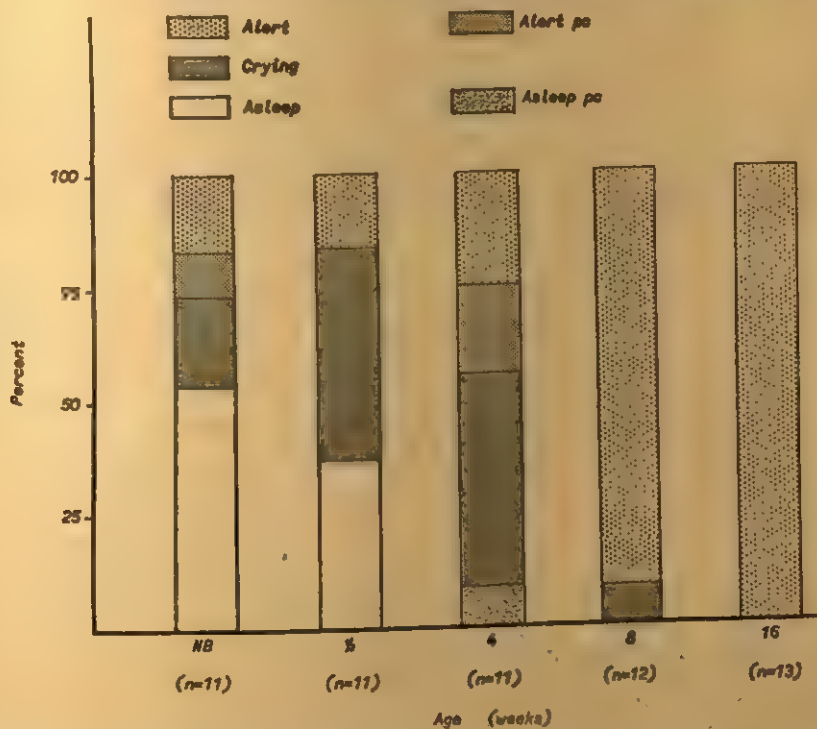 Alert
Alert pc
Crying
Asleep pc
Asleep
100
75
50
25
Percent
NB 4 8 16
(n=11) (n=11) (n=11) (n=12) (n=13)
Age (weeks)